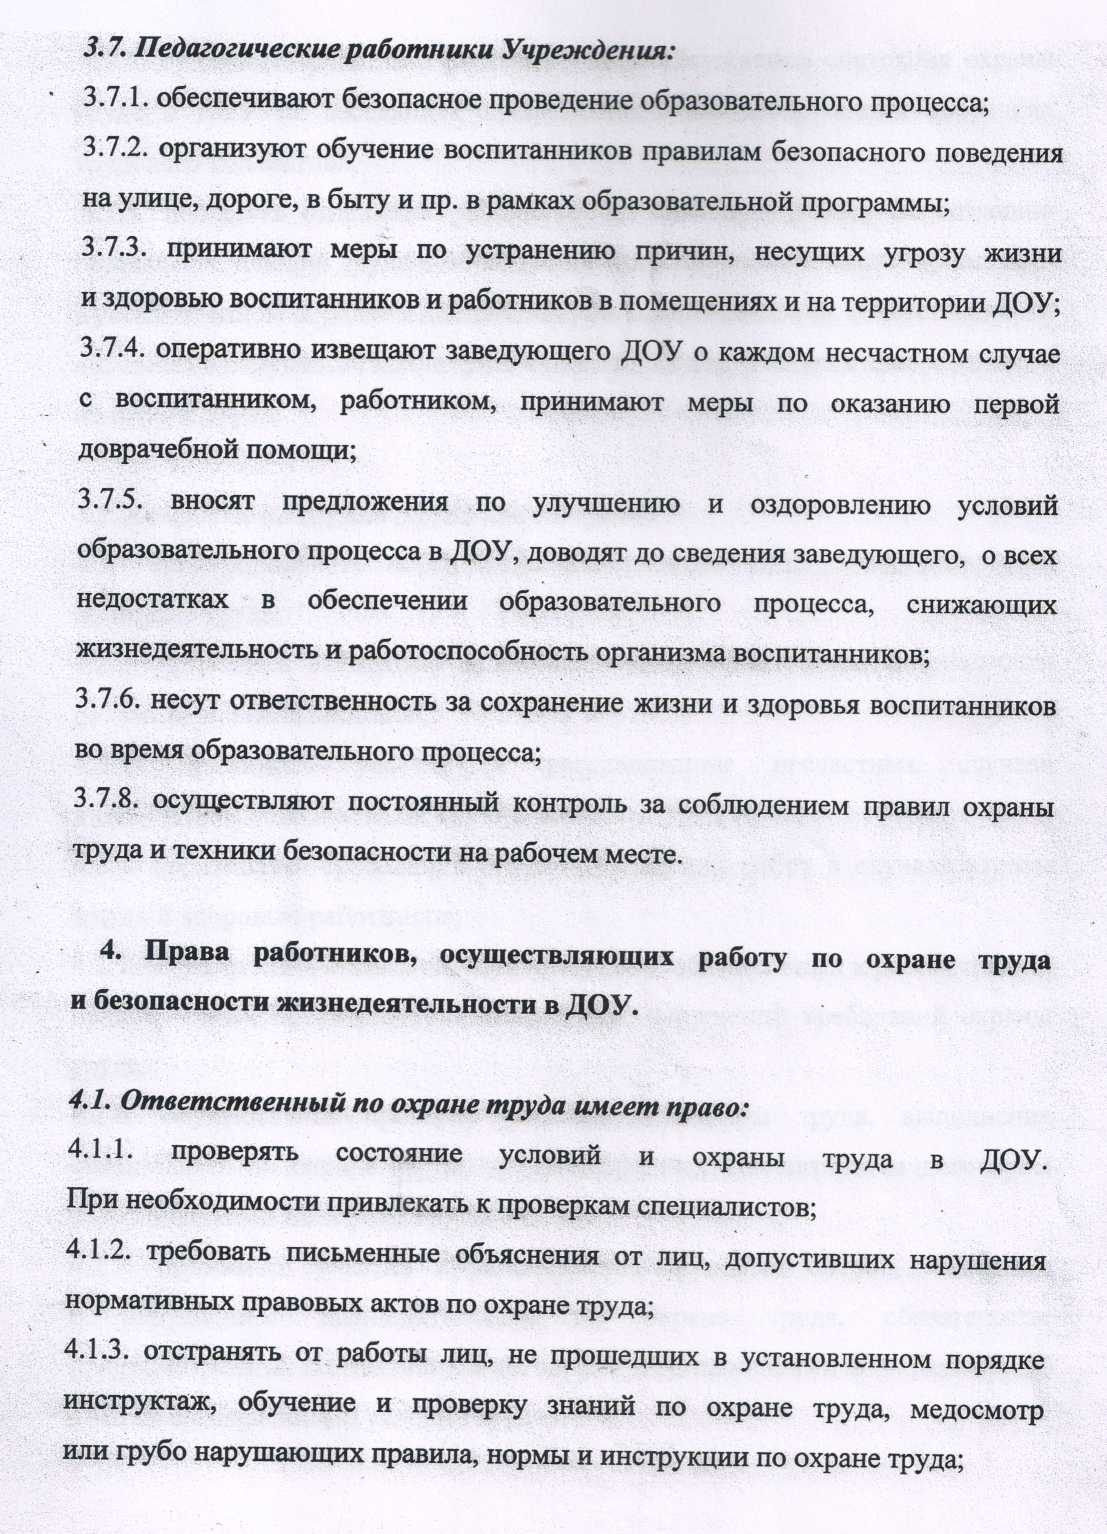 3.7. Педагогические работники Учреждения:
3.7.1. обеспечивают безопасное проведение образовательного процесса;
3.7.2. организуют обучение воспитанников правилам безопасного поведения
на улице, дороге, в быту и пр. в рамках образовательной программы;
3.7.3. принимают меры по устранению причин, несущих угрозу жизни
и здоровью воспитанников и работников в помещениях и на территории ДОУ;
3.7.4. оперативно извещают заведующего ДОУ о каждом несчастном случае
с воспитанником, работником, принимают меры по оказанию первой
доврачебной помощи;
3.7.5. вносят предложения по улучшению и оздоровлению условий
образовательного процесса в ДОУ, доводят до сведения заведующего, о всех
недостатках в обеспечении образовательного процесса, снижающих
жизнедеятельность и работоспособность организма воспитанников;
3.7.6. несут ответственность за сохранение жизни и здоровья воспитанников
во время образовательного процесса;
3.7.8. осуществляют постоянный контроль за соблюдением правил охраны
труда и техники безопасности на рабочем месте.
4. Права работников, осуществляющих работу по охране труда
и безопасности жизнедеятельности в ДОУ.
4.1. Ответственный по охране труда имеет право:
4.1.1. проверять состояние условий и охраны труда в ДОУ.
При необходимости привлекать к проверкам специалистов;
4.1.2. требовать письменные объяснения от лиц, допустивших нарушения
нормативных правовых актов по охране труда;
4.1.3. отстранять от работы лиц, не прошедших в установленном порядке
инструктаж, обучение и проверку знаний по охране труда, медосмотр
или грубо нарушающих правила, нормы и инструкции по охране труда;